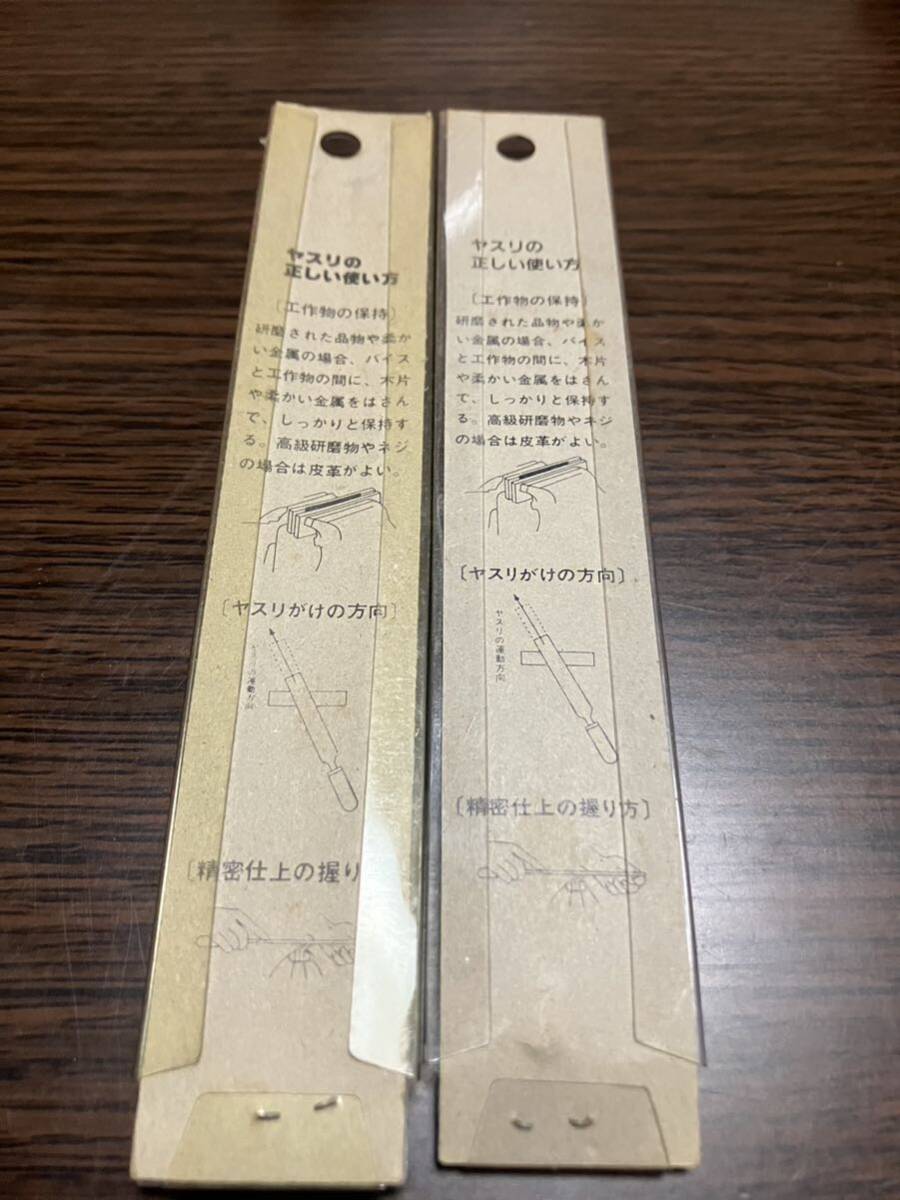 ヤスリの
正しい使い方
〔工作物の保持〕
研磨された品物や柔か
い金属の場合、バイス
と工作物の間に、木片
や柔かい金属をはさん
で、しっかりと保持す
る。高級研磨物やネジ
の場合は皮革がよい。
〔ヤスリがけの方向〕
の運動方向
〔精密仕上の握り
ヤスリの
正しい使い方
〔工作物の保持〕
研磨された品物や柔か
い金属の場合、バイス
と工作物の間に、木片
や柔かい金属をはさん
で、しっかりと保持す
る。高級研磨物やネジ
の場合は皮革がよい。
〔ヤスリがけの方向〕
ヤスリの運動方向
〔精密仕上の握り方〕